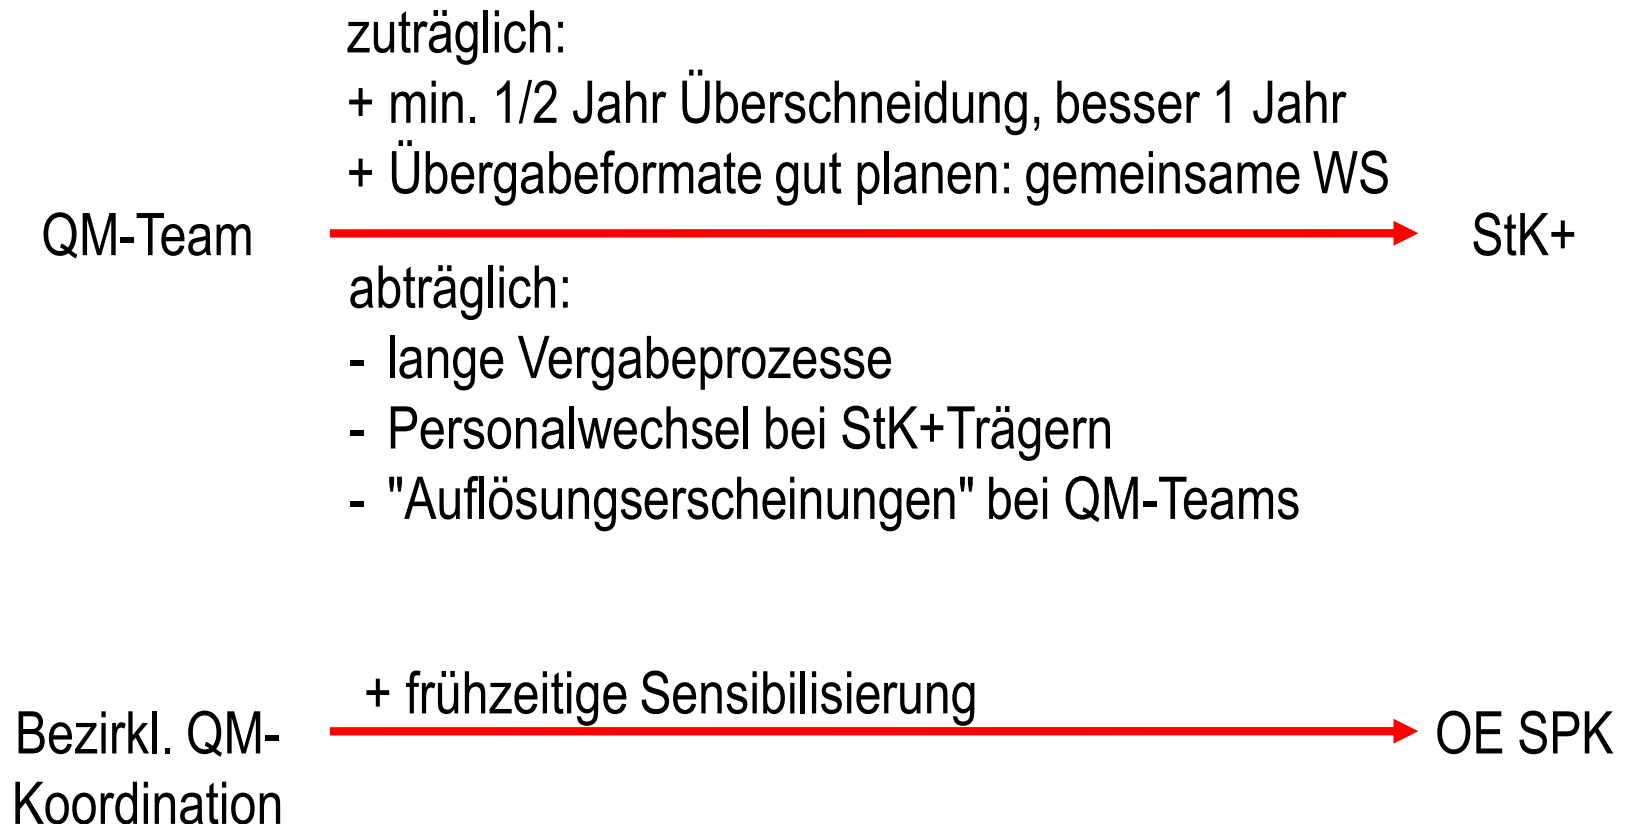 zuträglich:
+ min. 1/2 Jahr Überschneidung, besser 1 Jahr
+ Übergabeformate gut planen: gemeinsame WS
QM-Team
StK+
abträglich:
- lange Vergabeprozesse
- Personalwechsel bei StK+Trägern
- "Auflösungserscheinungen" bei QM-Teams
+ frühzeitige Sensibilisierung
Bezirkl. QM-
Koordination
OE SPK